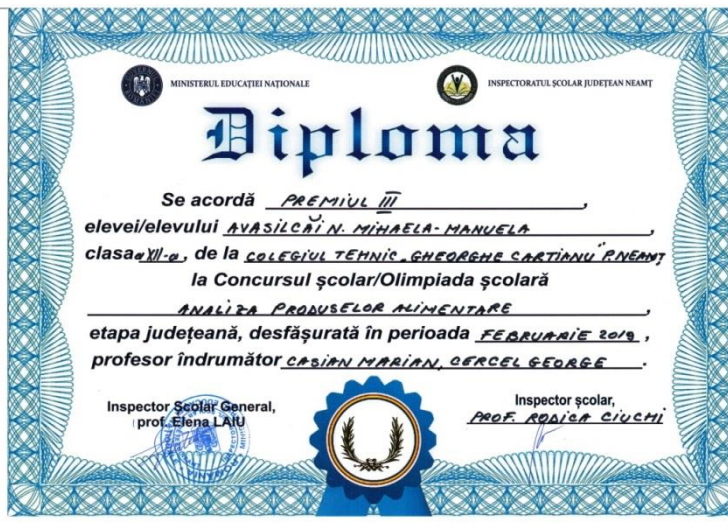 MINISTERUL EDUCAȚIEI NAȚIONALE
INSPECTORATUL ȘCOLAR JUDEȚEAN NEAMȚ
Diploma
Se acordă PREMIUL III,
elevei/elevului AVASILCĂI N. MIHAELA-MANUELA,
clasa a XII-a, de la COLEGIUL TEHNIC „GHEORGHE CARTIANU" P.NEAMȚ
la Concursul școlar/Olimpiada școlară
ANALIZA PRODUSELOR ALIMENTARE,
etapa județeană, desfășurată în perioada FEBRUARIE 2019,
profesor îndrumător CASIAN MARIAN, CERCEL GEORGE.
Inspector Școlar General,
prof. Elena LAIU
Inspector școlar,
PROF. RODICA CIUCHI